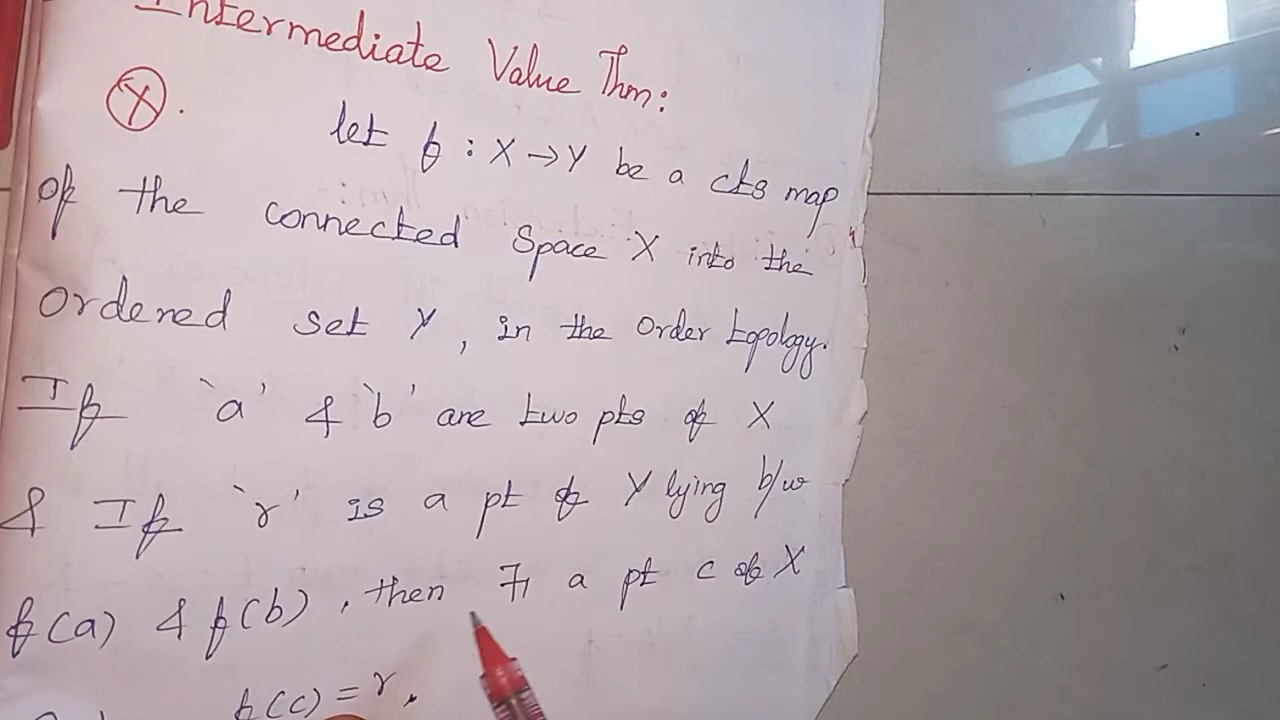 Intermediate Value Thm:
Ⓨ.
let f : X → Y be a cts map
of the connected space X into the
ordered set Y, in the order topology.
If `a' & `b' are two pts of X
& If `r' is a pt of Y lying b/w
f(a) & f(b), then ∃ a pt c of X
f(c) = r.